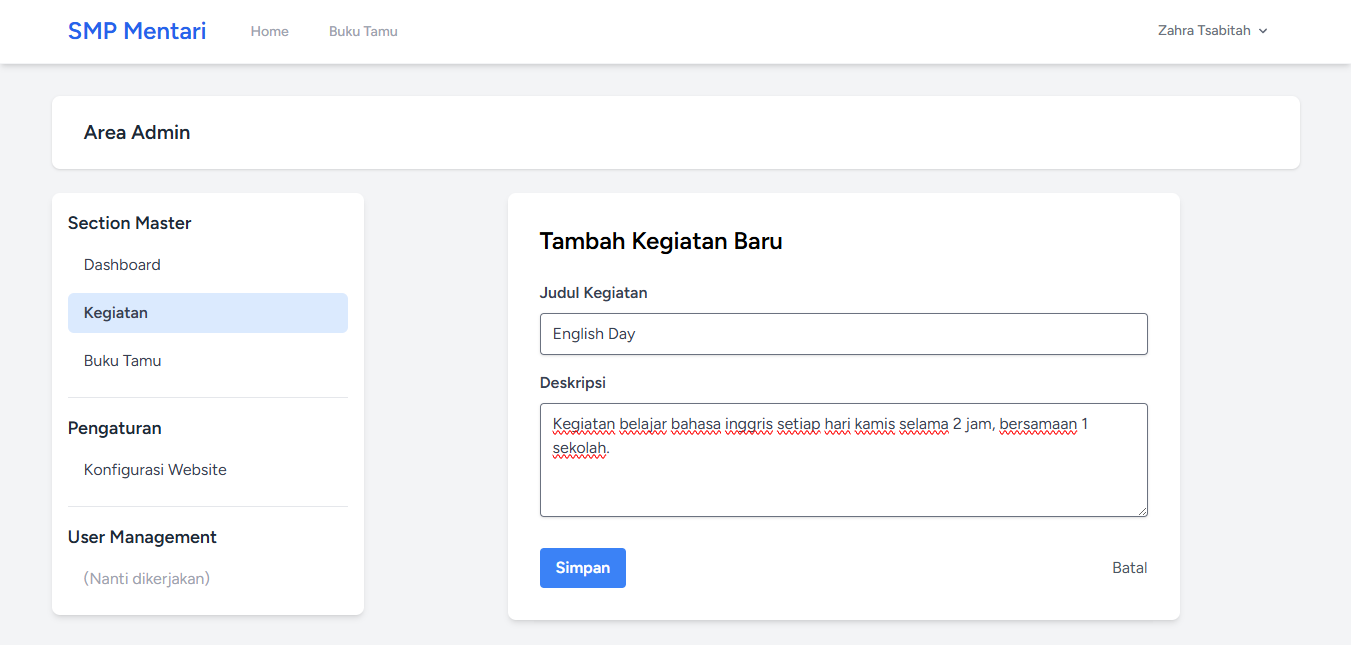 SMP Mentari
Home
Buku Tamu
Zahra Tsabitah
Area Admin
Section Master
Dashboard
Kegiatan
Buku Tamu
Pengaturan
Konfigurasi Website
User Management
(Nanti dikerjakan)
Tambah Kegiatan Baru
Judul Kegiatan
English Day
Deskripsi
Kegiatan belajar bahasa inggris setiap hari kamis selama 2 jam, bersamaan 1
sekolah.
Simpan
Batal